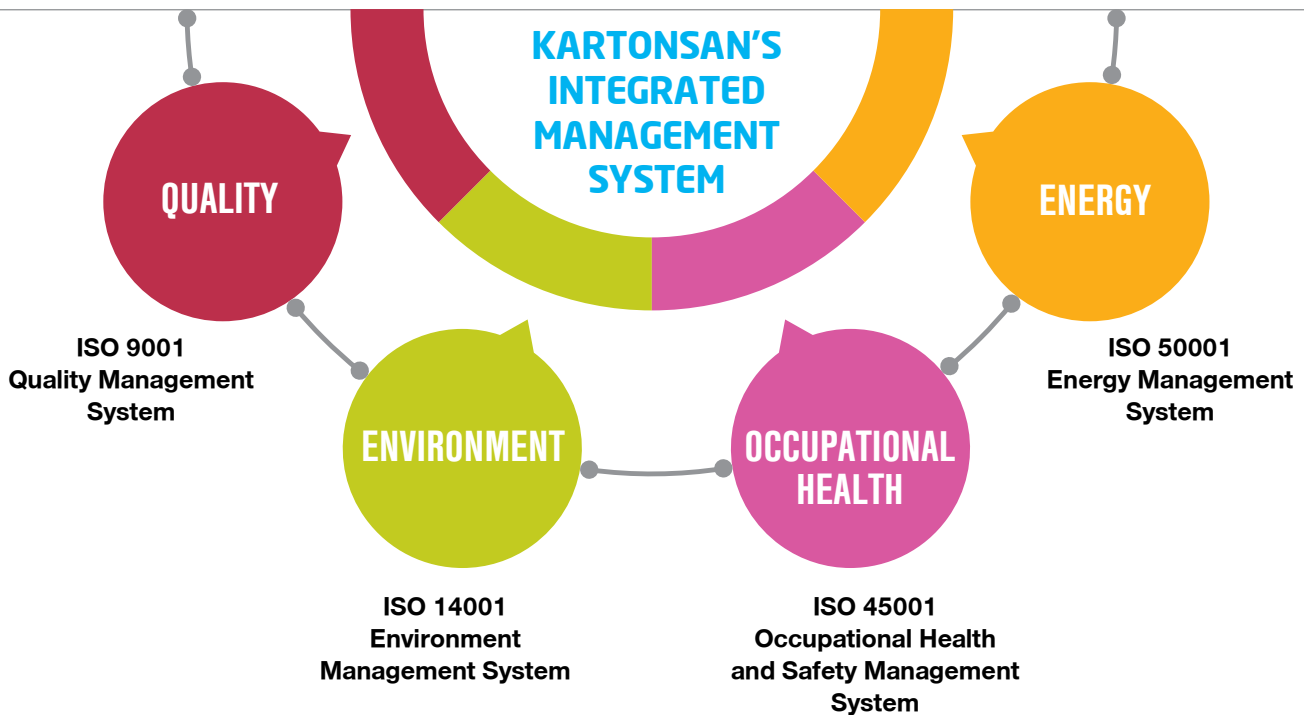 KARTONSAN'S
INTEGRATED
MANAGEMENT
SYSTEM
QUALITY
ISO 9001
Quality Management
System
ENVIRONMENT
ISO 14001
Environment
Management System
OCCUPATIONAL
HEALTH
ISO 45001
Occupational Health
and Safety Management
System
ENERGY
ISO 50001
Energy Management
System